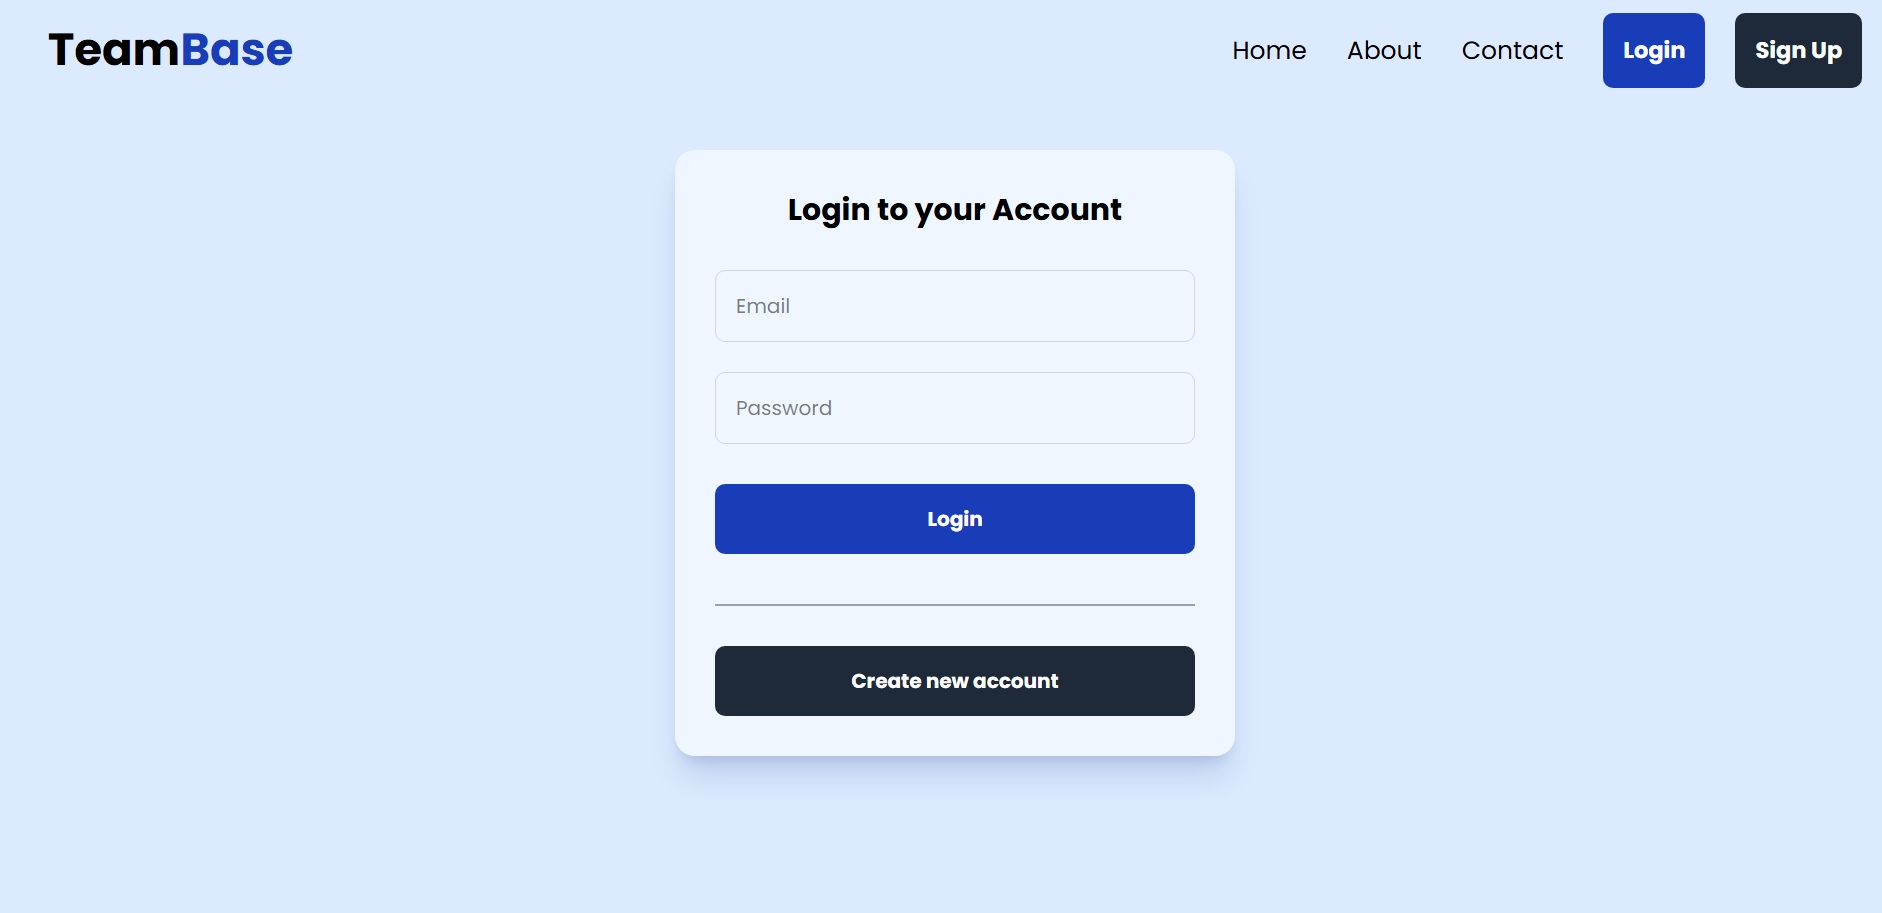 TeamBase
Home About Contact Login Sign Up
Login to your Account
Email
Password
Login
Create new account